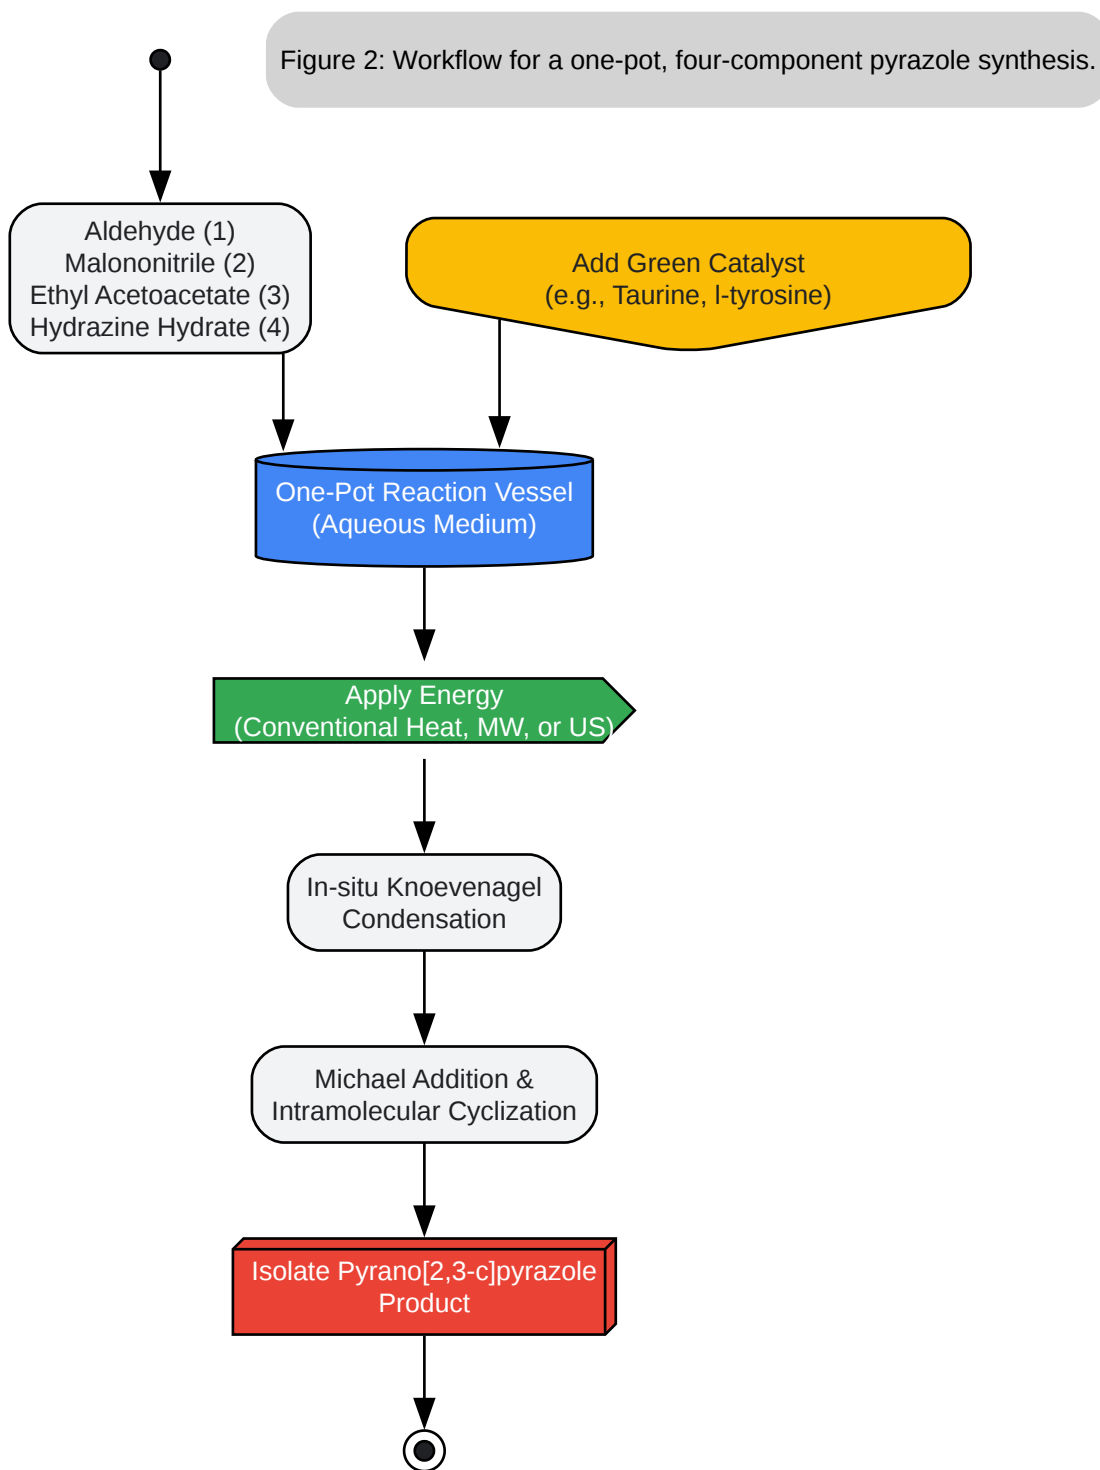 Figure 2: Workflow for a one-pot, four-component pyrazole synthesis.
Aldehyde (1)
Malononitrile (2)
Ethyl Acetoacetate (3)
Hydrazine Hydrate (4)
Add Green Catalyst
(e.g., Taurine, l-tyrosine)
One-Pot Reaction Vessel
(Aqueous Medium)
Apply Energy
(Conventional Heat, MW, or US)
In-situ Knoevenagel
Condensation
Michael Addition &
Intramolecular Cyclization
Isolate Pyrano[2,3-c]pyrazole
Product